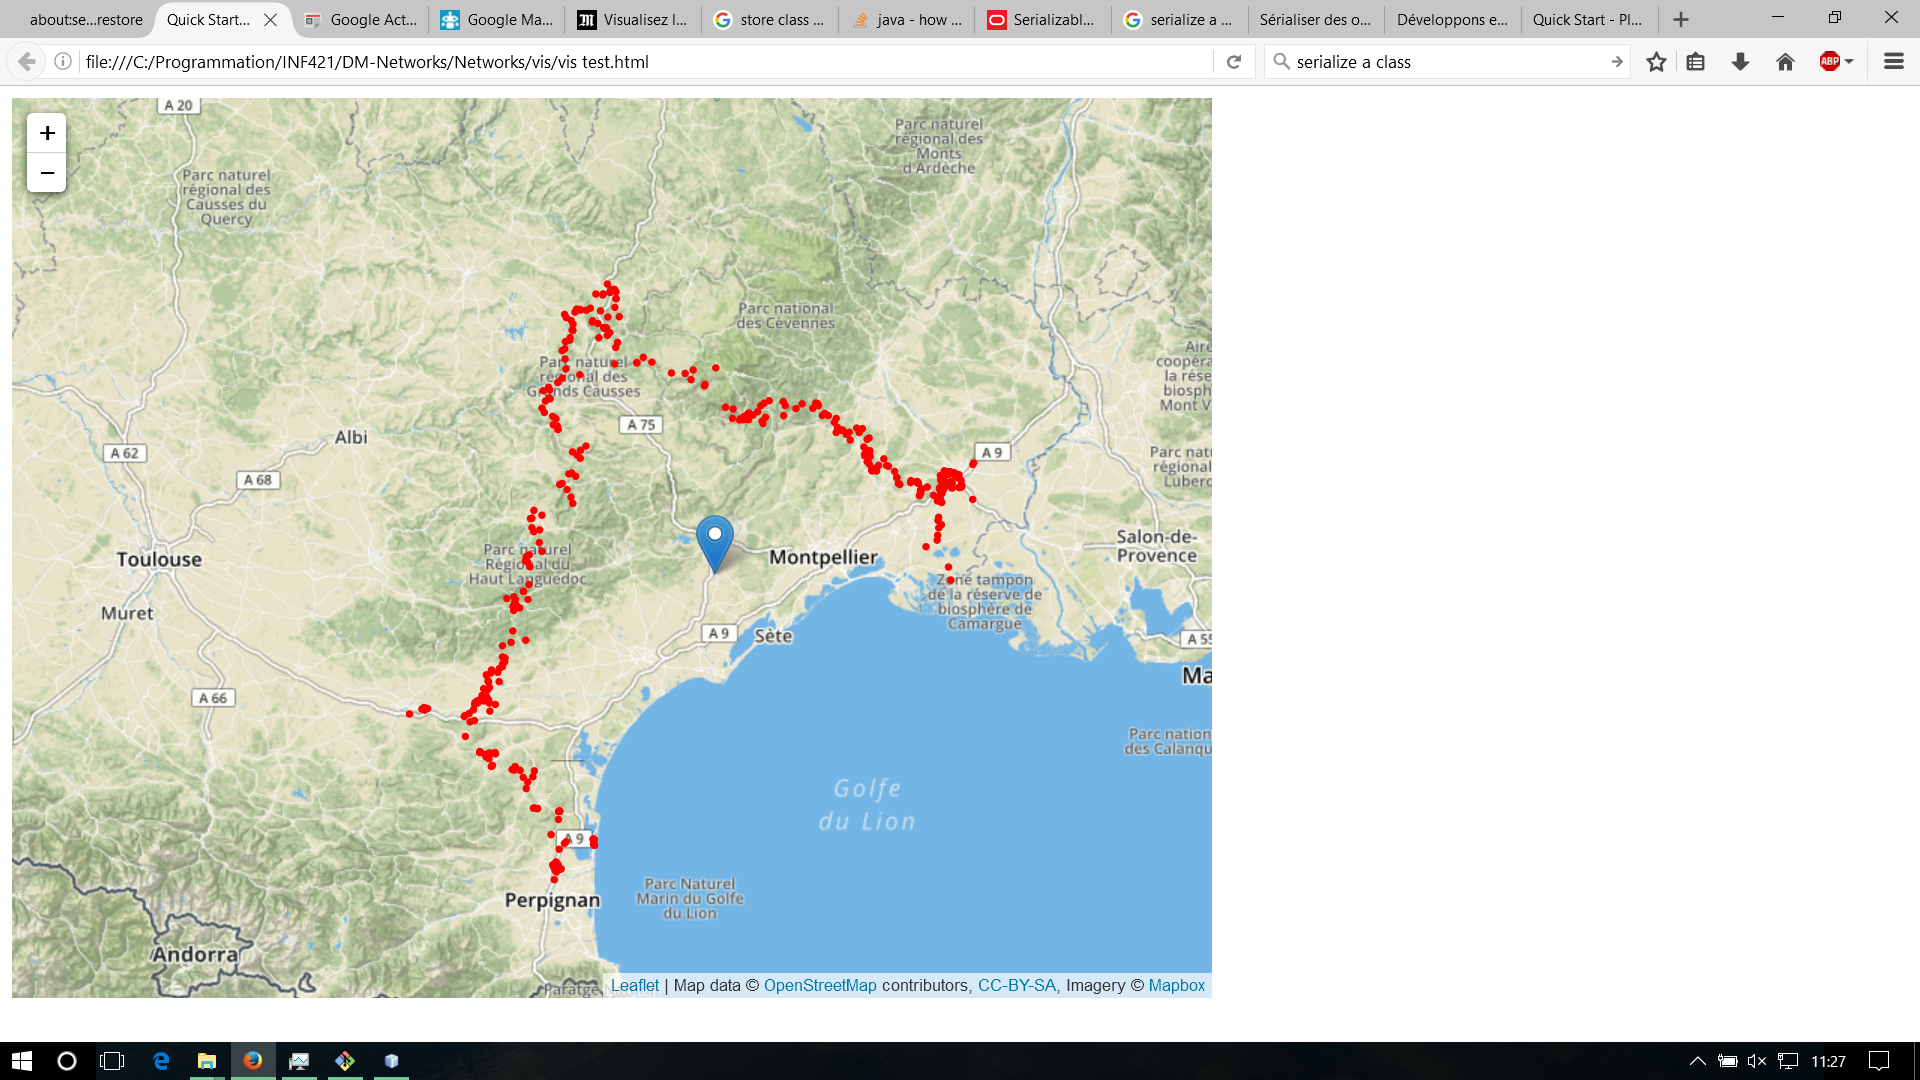 about:se...restore
Quick Start...
Google Act...
Google Ma...
Visualisez l...
store class ...
java - how ...
Serializabl...
serialize a ...
Sérialiser des o...
Développons e...
Quick Start - Pl...
file:///C:/Programmation/INF421/DM-Networks/Networks/vis/vis test.html
serialize a class
ABP
+
−
A 20
Parc naturel
régional des
Causses du
Quercy
Parc naturel
régional des
Monts
d'Ardèche
Parc national
des Cévennes
Aire
coopéra
la rése
biosph
Mont V
Parc naturel
régional des
Grands Causses
A 75
Albi
A 62
A 68
A 9
Parc nat
régional
Lubero
Salon-de-
Provence
Toulouse
Parc naturel
Régional du
Haut Languedoc
Montpellier
Zone tampon
de la réserve de
biosphère de
Camargue
Muret
A 9
Sète
A 55
Ma
A 66
Parc nation
des Calanqu
Golfe
du Lion
A 9
Parc Naturel
Marin du Golfe
du Lion
Perpignan
Andorra
Leaflet | Map data © OpenStreetMap contributors, CC-BY-SA, Imagery © Mapbox
11:27